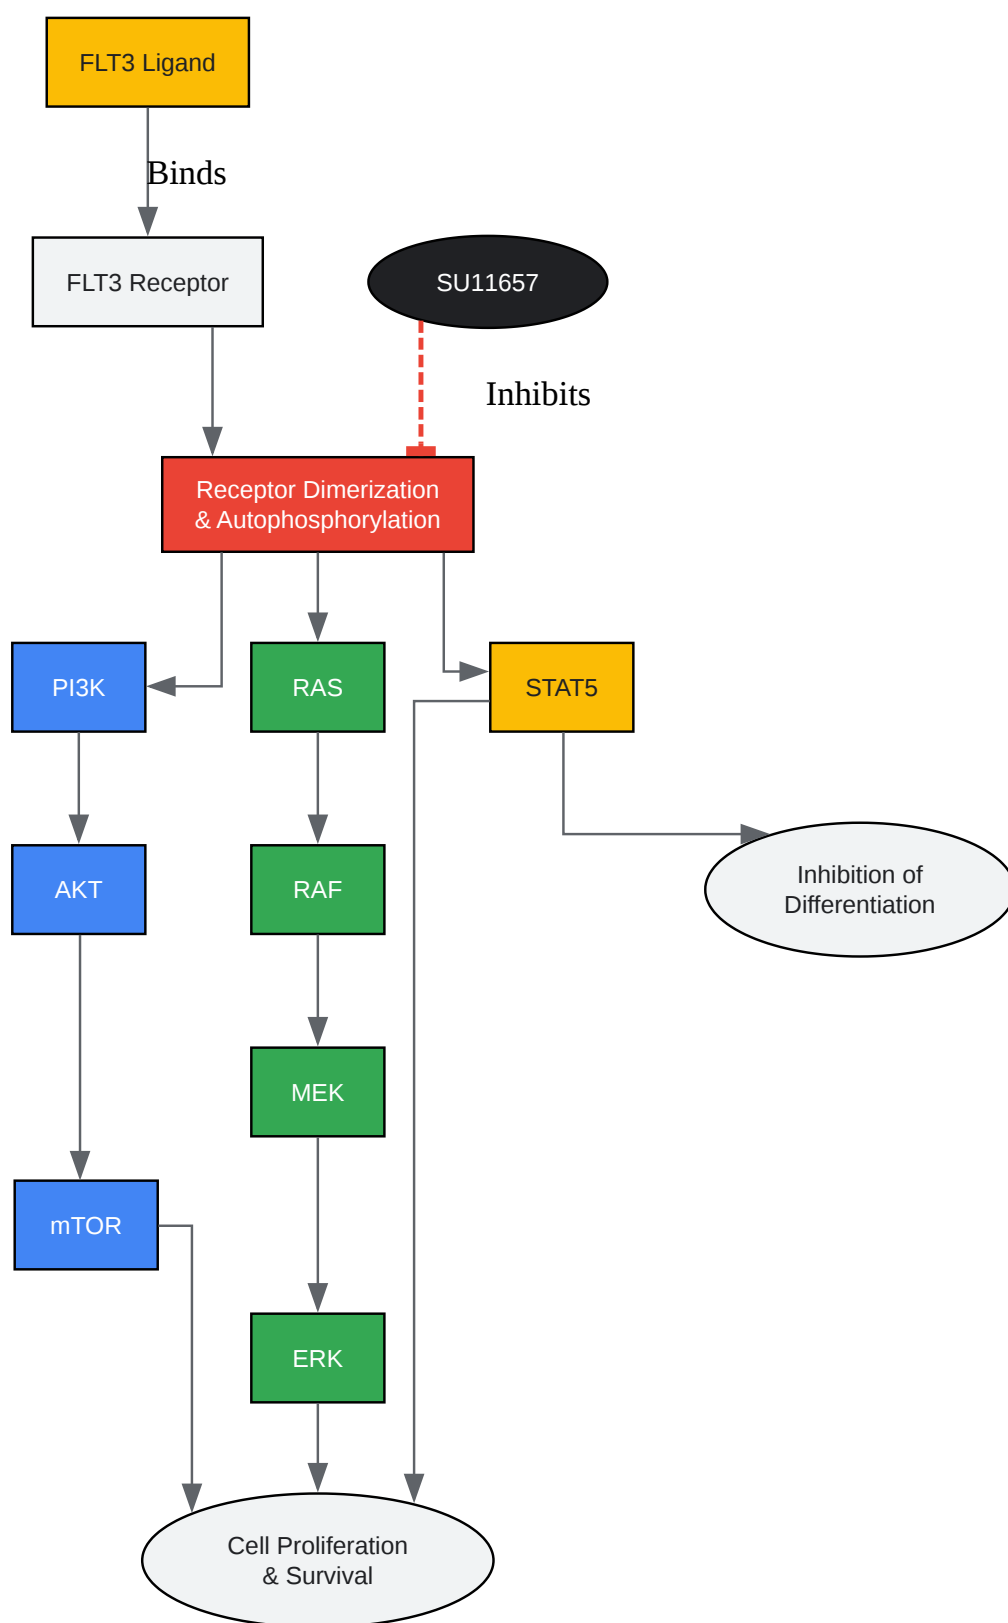 FLT3 Ligand
Binds
FLT3 Receptor
SU11657
Inhibits
Receptor Dimerization
& Autophosphorylation
PI3K
RAS
STAT5
AKT
RAF
Inhibition of
Differentiation
MEK
mTOR
ERK
Cell Proliferation
& Survival